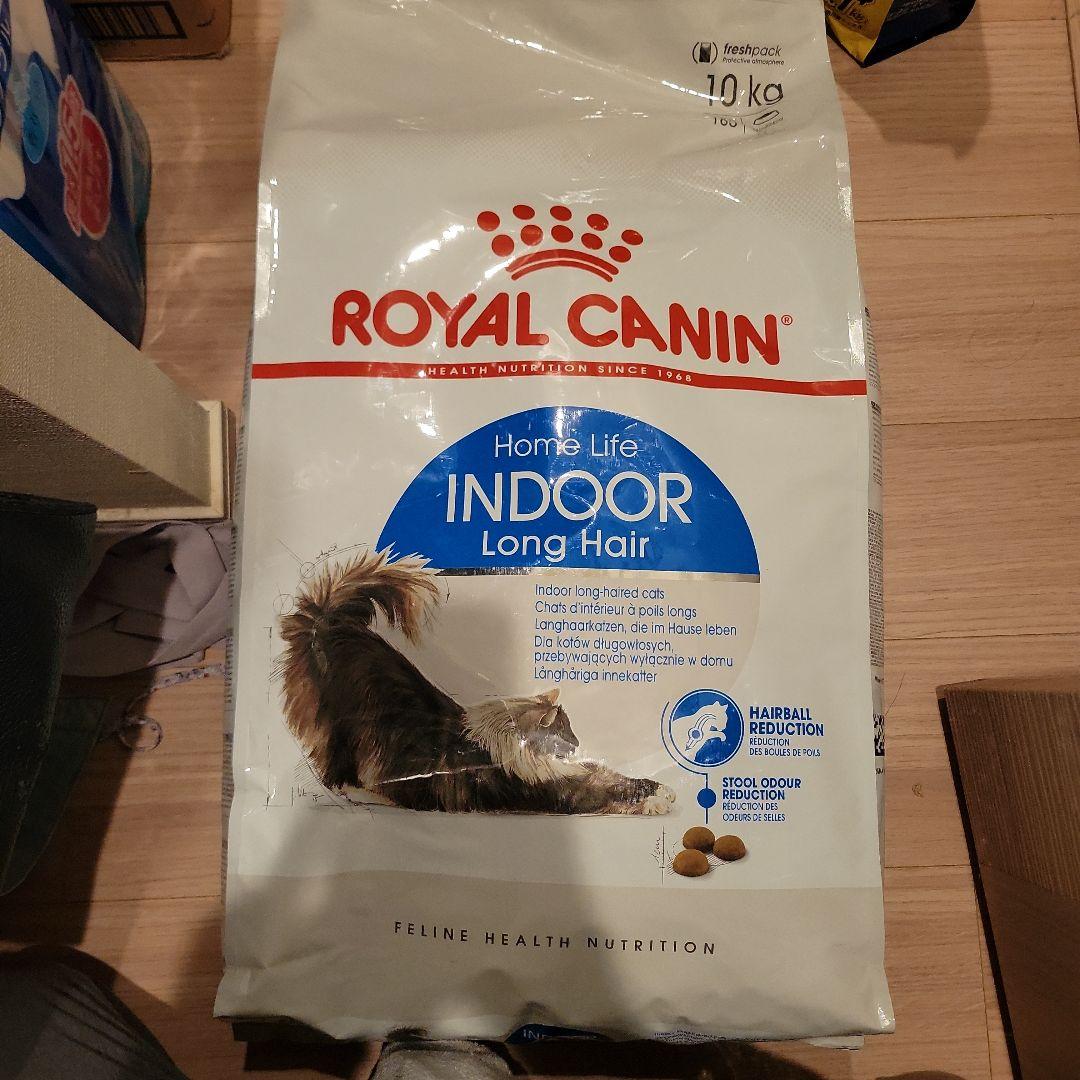 freshpack
Protective atmosphere
10 kg
ROYAL CANIN®
HEALTH NUTRITION SINCE 1968
Home Life
INDOOR
Long Hair
Indoor long-haired cats
Chats d'intérieur à poils longs
Langhaarkatzen, die im Hause leben
Dla kotów długowłosych,
przebywających wyłącznie w domu
Långhåriga innekatter
HAIRBALL
REDUCTION
RÉDUCTION
DES BOULES DE POILS
STOOL ODOUR
REDUCTION
RÉDUCTION DES
ODEURS DE SELLES
FELINE HEALTH NUTRITION